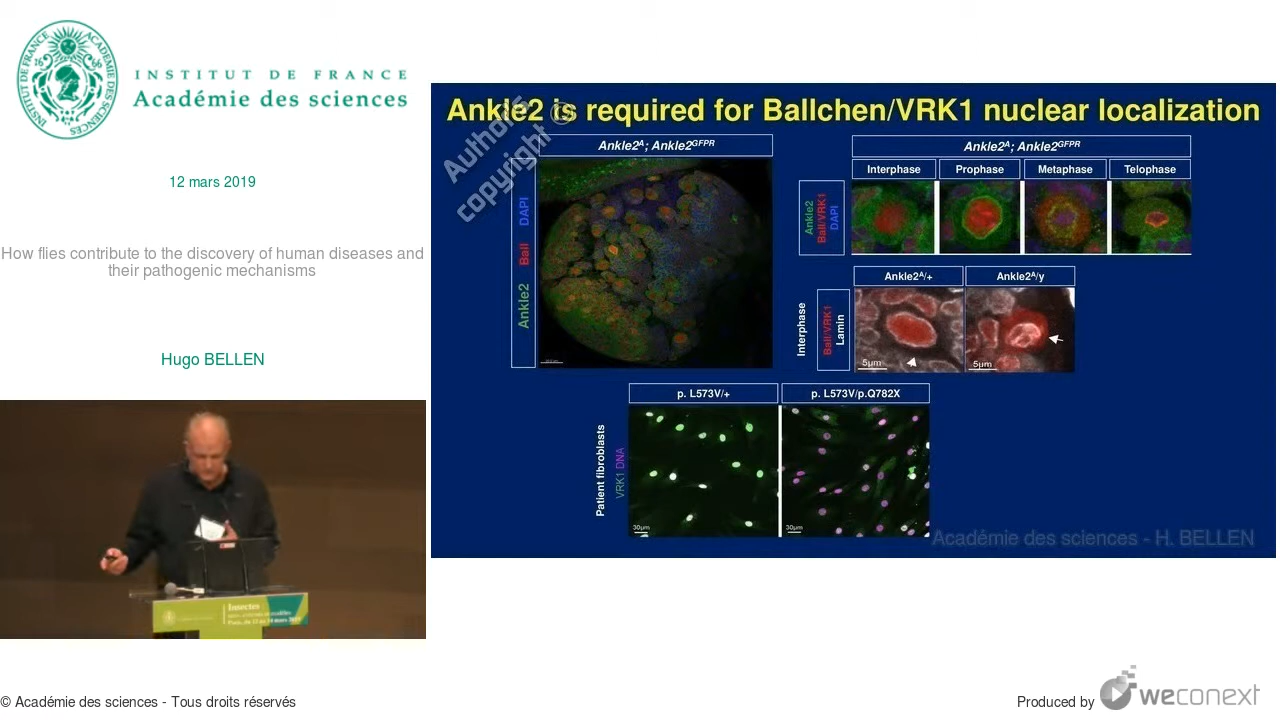 INSTITUT DE FRANCE
Académie des sciences
12 mars 2019
How flies contribute to the discovery of human diseases and
their pathogenic mechanisms
Hugo BELLEN
Insectes
Ankle2 is required for Ballchen/VRK1 nuclear localization
Authors
copyright ©
Ankle2A; Ankle2GFPR
Ankle2 Ball DAPI
Ankle2A; Ankle2GFPR
Interphase Prophase Metaphase Telophase
Ankle2
Ball/VRK1
DAPI
Ankle2A/+ Ankle2A/y
Interphase
Ball/VRK1
Lamin
5μm 5μm
p. L573V/+ p. L573V/p.Q782X
Patient fibroblasts
VRK1 DNA
30μm 30μm
Académie des sciences - H. BELLEN
© Académie des sciences - Tous droits réservés
Produced by weconext